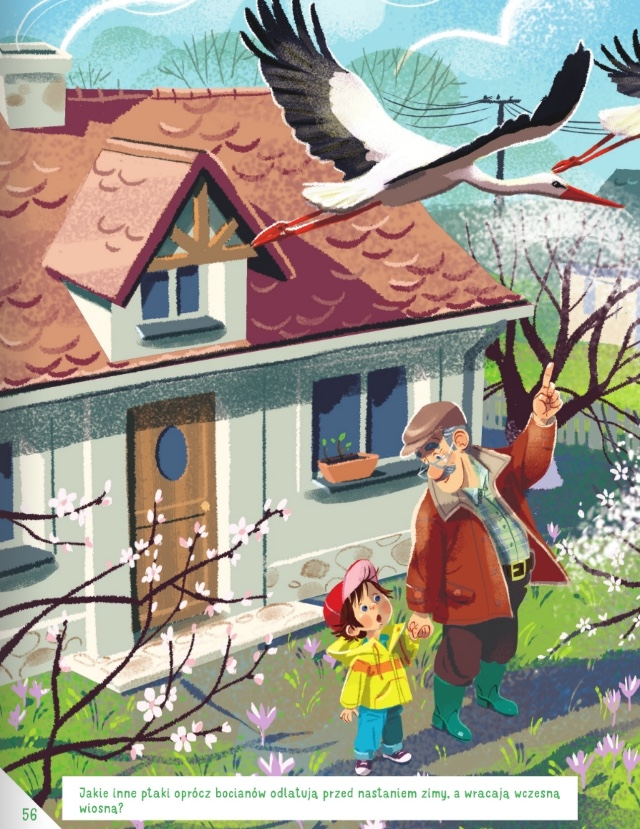 Jakie inne ptaki oprócz bocianów odlatują przed nastaniem zimy, a wracają wczesną
wiosną?
56